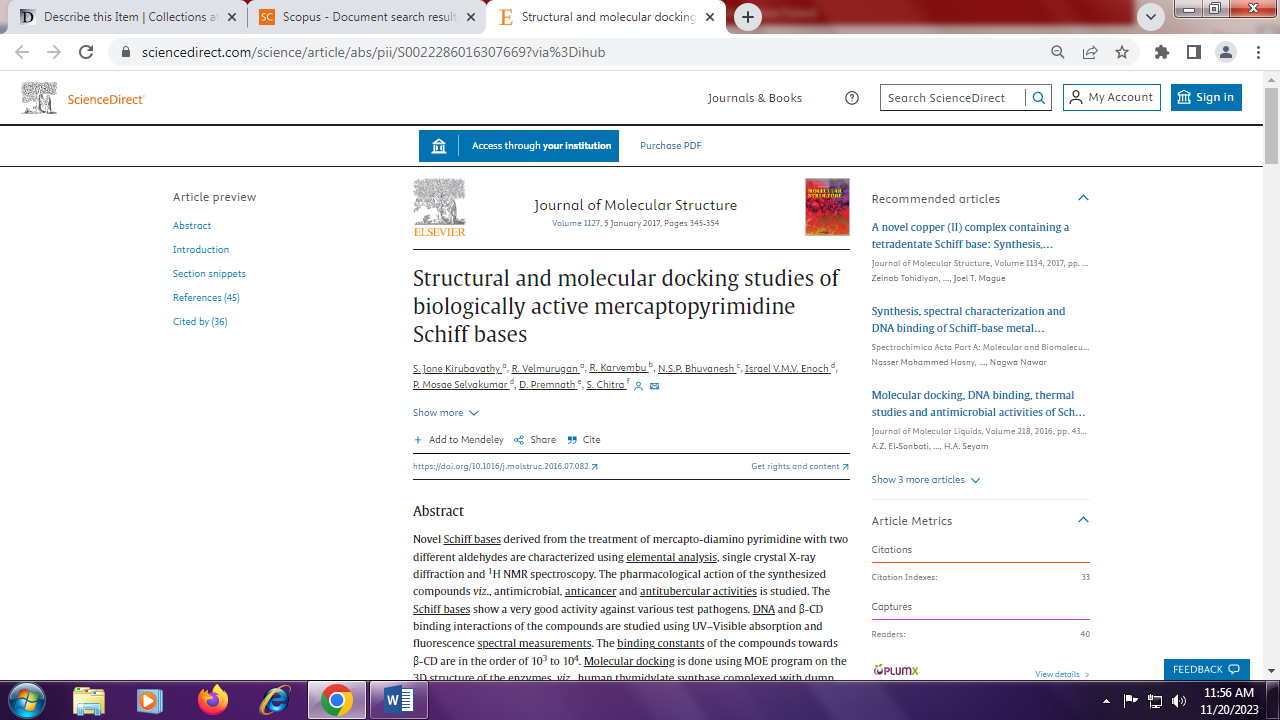 Describe this Item | Collections at
Scopus - Document search result
Structural and molecular docking
sciencedirect.com/science/article/abs/pii/S0022286016307669?via%3Dihub
ScienceDirect
Journals & Books
Search ScienceDirect
My Account
Sign in
Access through your institution
Purchase PDF
Article preview
Abstract
Introduction
Section snippets
References (45)
Cited by (36)
ELSEVIER
Journal of Molecular Structure
Volume 1127, 5 January 2017, Pages 345-354
MOLECULAR STRUCTURE
Structural and molecular docking studies of
biologically active mercaptopyrimidine
Schiff bases
S. Jone Kirubavathy a, R. Velmurugan a, R. Karvembu b, N.S.P. Bhuvanesh c, Israel V.M.V. Enoch d,
P. Mosae Selvakumar d, D. Premnath e, S. Chitra f
Show more
Add to Mendeley Share Cite
https://doi.org/10.1016/j.molstruc.2016.07.082
Get rights and content
Abstract
Novel Schiff bases derived from the treatment of mercapto-diamino pyrimidine with two
different aldehydes are characterized using elemental analysis, single crystal X-ray
diffraction and 1H NMR spectroscopy. The pharmacological action of the synthesized
compounds viz., antimicrobial, anticancer and antitubercular activities is studied. The
Schiff bases show a very good activity against various test pathogens. DNA and β-CD
binding interactions of the compounds are studied using UV–Visible absorption and
fluorescence spectral measurements. The binding constants of the compounds towards
β-CD are in the order of 10³ to 10⁴. Molecular docking is done using MOE program on the
3D structure of the enzymes, viz., human thymidylate synthase complexed with dump
Recommended articles
A novel copper (II) complex containing a
tetradentate Schiff base: Synthesis,...
Journal of Molecular Structure, Volume 1134, 2017, pp. ...
Zeinab Tohidiyan, ..., Joel T. Mague
Synthesis, spectral characterization and
DNA binding of Schiff-base metal...
Spectrochimica Acta Part A: Molecular and Biomolecu...
Nasser Mohammed Hosny, ..., Nagwa Nawar
Molecular docking, DNA binding, thermal
studies and antimicrobial activities of Sch...
Journal of Molecular Liquids, Volume 218, 2016, pp. 43...
A.Z. El-Sonbati, ..., H.A. Seyam
Show 3 more articles
Article Metrics
Citations
Citation Indexes: 33
Captures
Readers: 40
PLUMX
View details
FEEDBACK
11:56 AM
11/20/2023